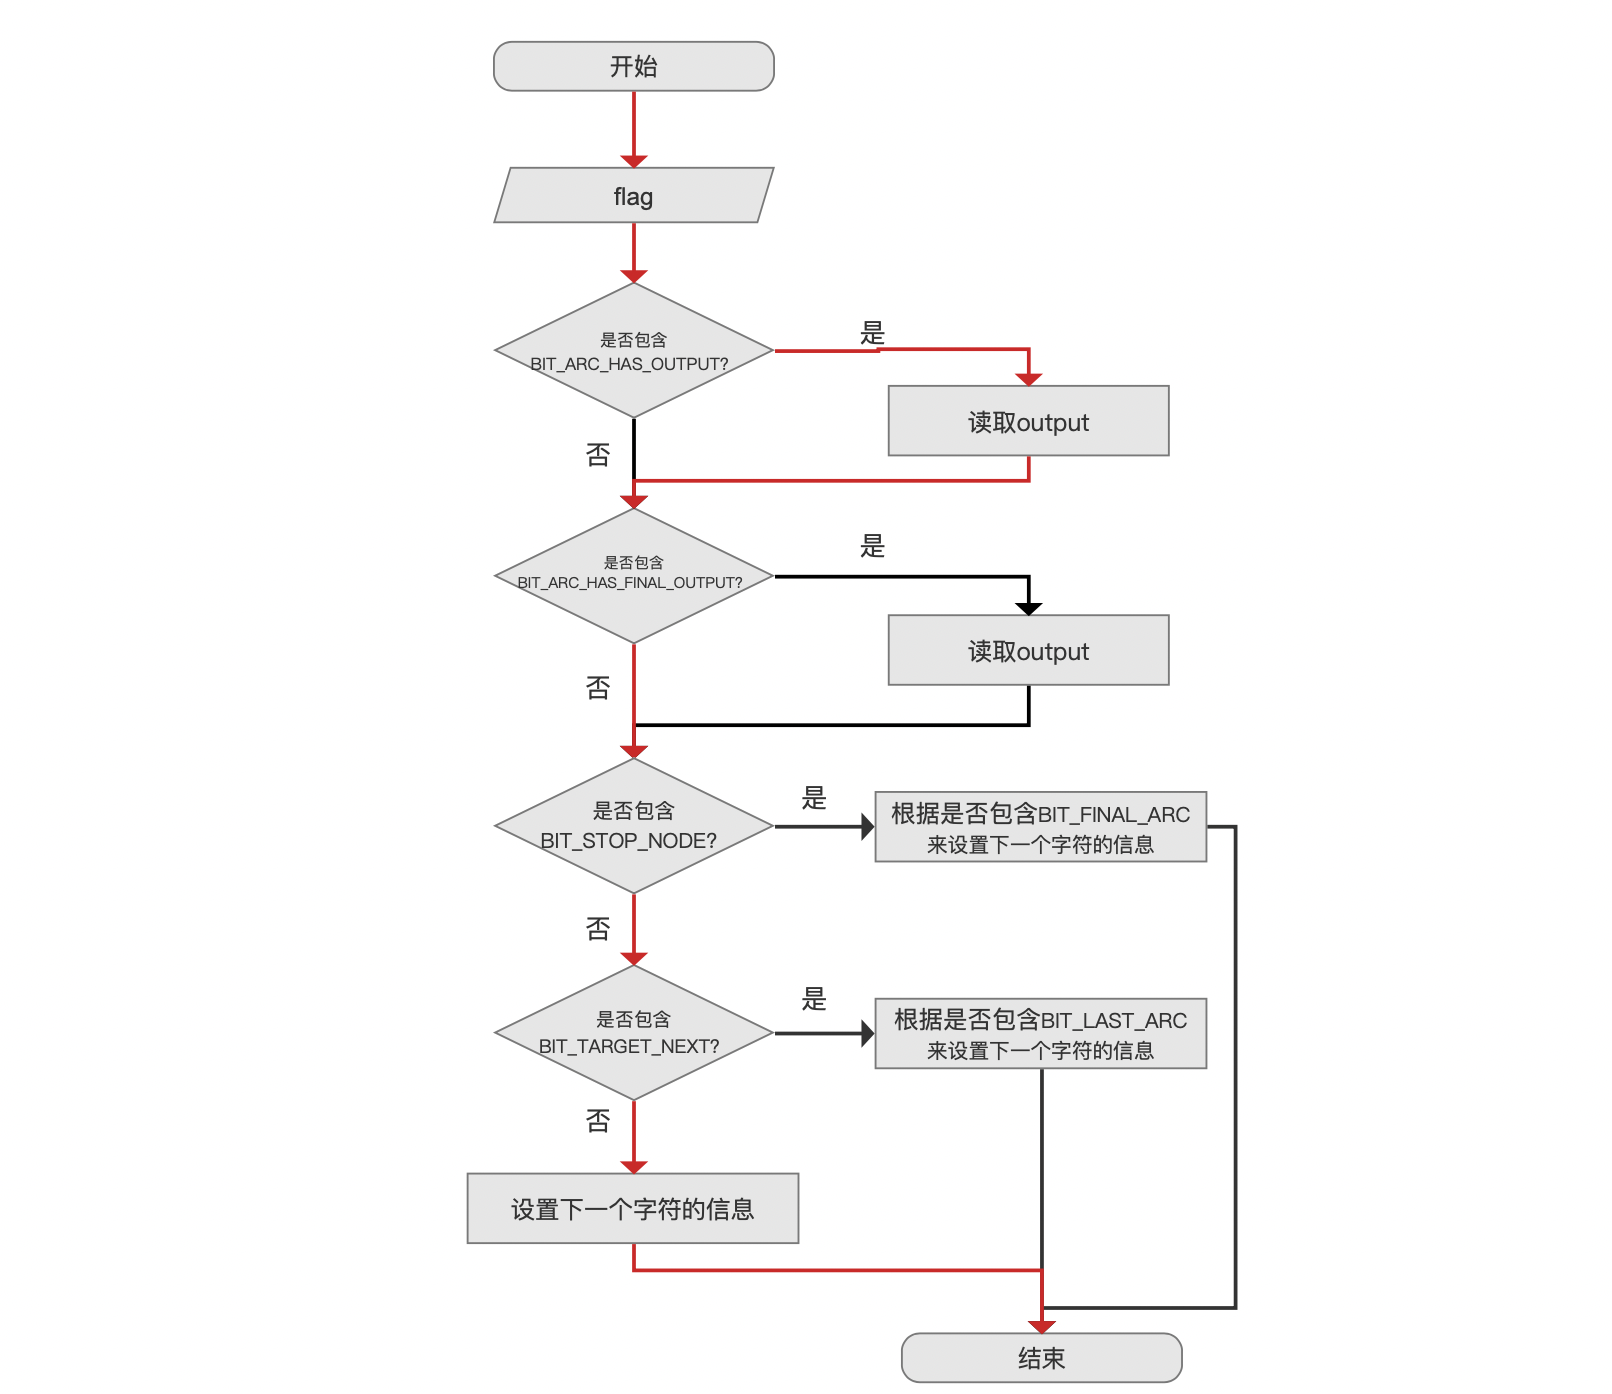 开始
flag
是否包含
BIT_ARC_HAS_OUTPUT?
是
读取output
否
是否包含
BIT_ARC_HAS_FINAL_OUTPUT?
是
读取output
否
是否包含
BIT_STOP_NODE?
是
根据是否包含BIT_FINAL_ARC
来设置下一个字符的信息
否
是否包含
BIT_TARGET_NEXT?
是
根据是否包含BIT_LAST_ARC
来设置下一个字符的信息
否
设置下一个字符的信息
结束